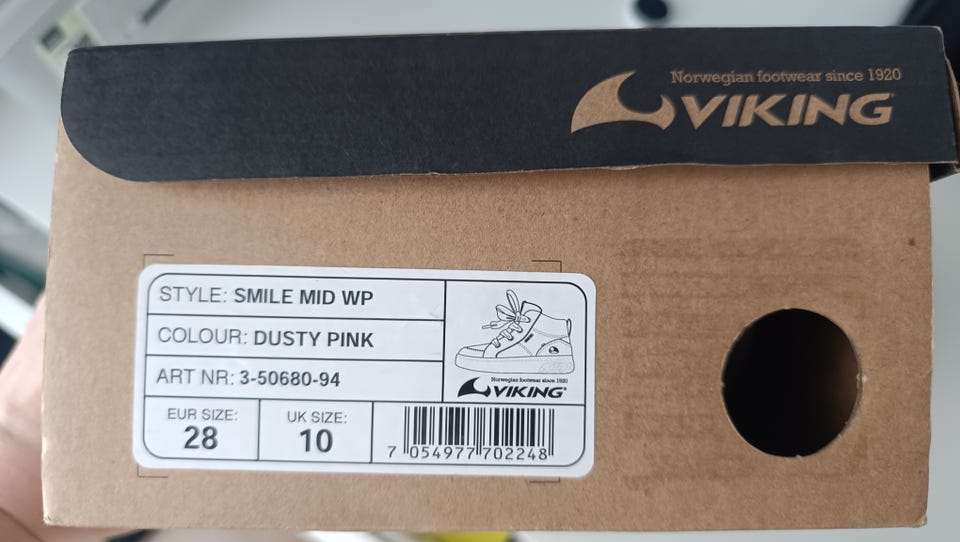 Norwegian footwear since 1920
VIKING
STYLE: SMILE MID WP
COLOUR: DUSTY PINK
ART NR: 3-50680-94
Norwegian footwear since 1920
VIKING®
EUR SIZE:
28
UK SIZE:
10
7 054977 702248